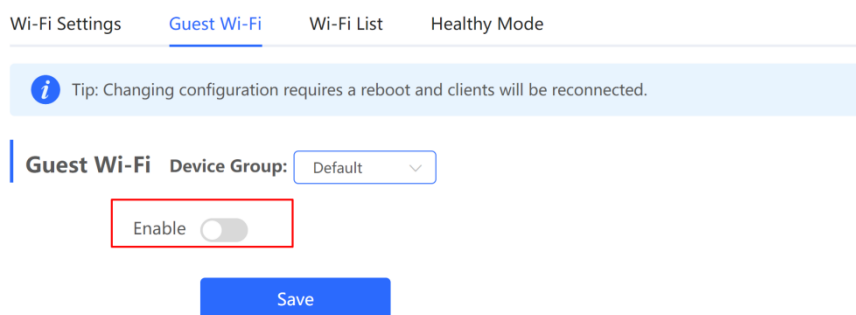 Wi-Fi Settings Guest Wi-Fi Wi-Fi List Healthy Mode
i Tip: Changing configuration requires a reboot and clients will be reconnected.
Guest Wi-Fi Device Group: Default
Enable
Save